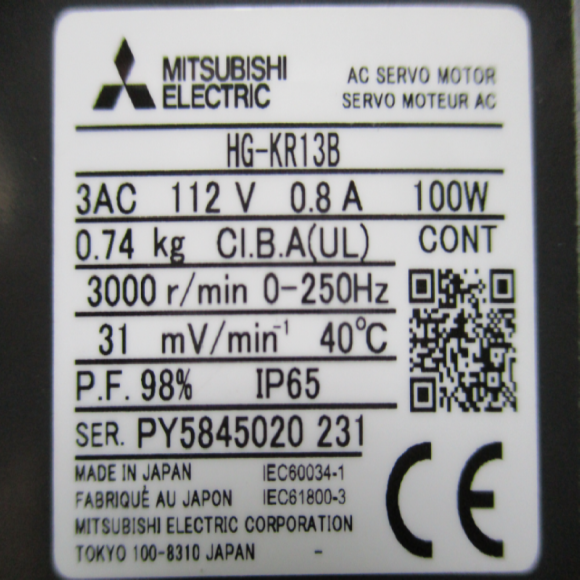 MITSUBISHI ELECTRIC
AC SERVO MOTOR
SERVO MOTEUR AC
HG-KR13B
3AC 112 V 0.8 A 100W
0.74 kg CI.B.A(UL) CONT
3000 r/min 0-250Hz
31 mV/min⁻¹ 40℃
P.F. 98% IP65
SER. PY5845020 231
MADE IN JAPAN IEC60034-1
FABRIQUÉ AU JAPON IEC61800-3
MITSUBISHI ELECTRIC CORPORATION
TOKYO 100-8310 JAPAN -
CE